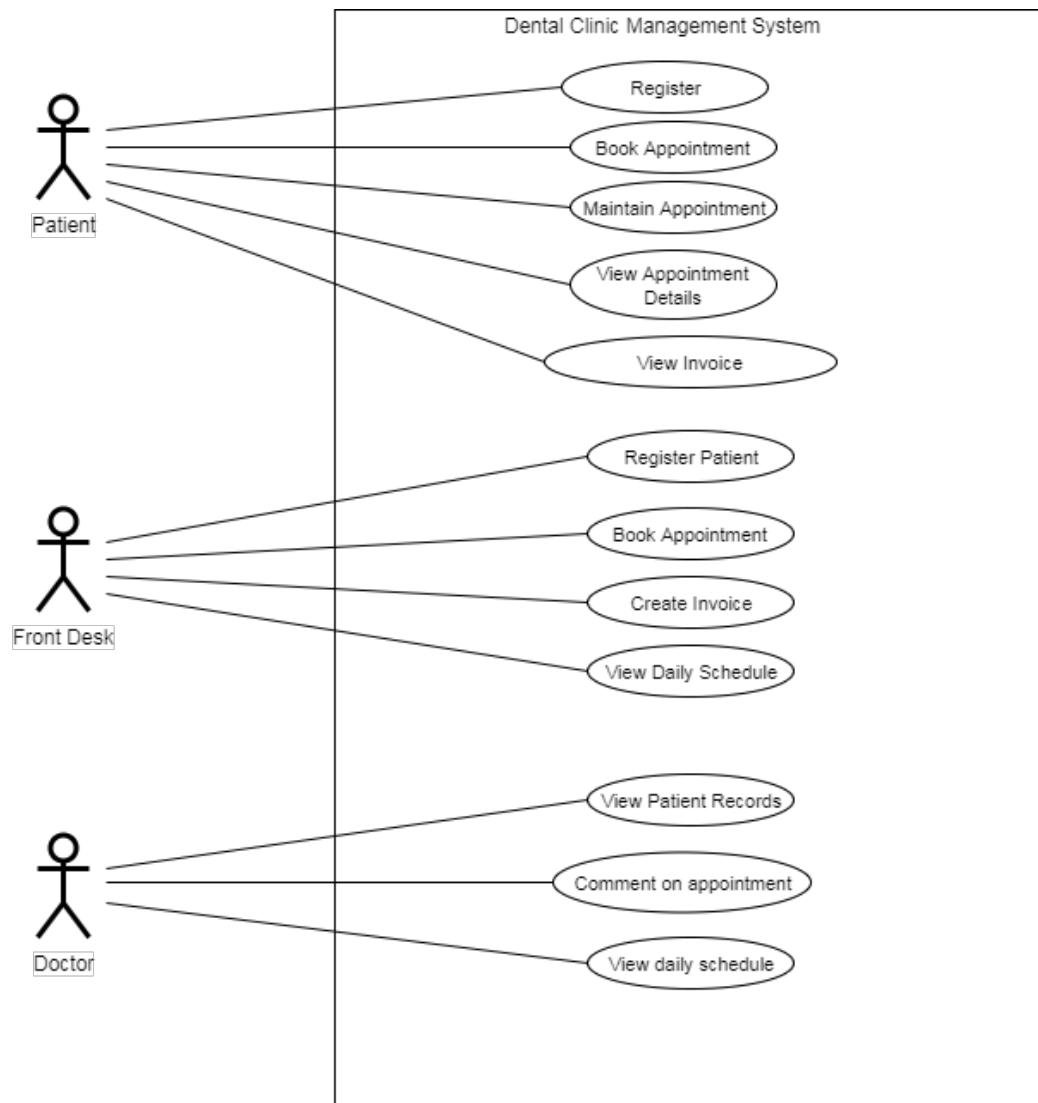 Dental Clinic Management System
Register
Book Appointment
Maintain Appointment
View Appointment
Details
View Invoice
Patient
Register Patient
Book Appointment
Create Invoice
View Daily Schedule
Front Desk
View Patient Records
Comment on appointment
View daily schedule
Doctor